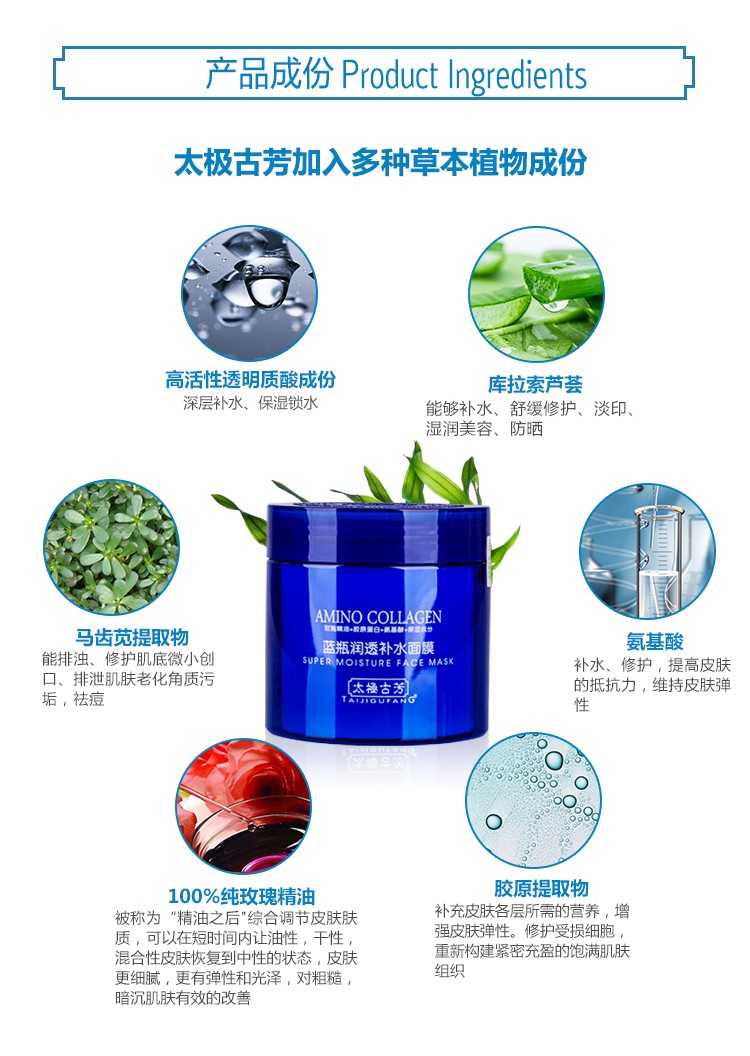 产品成份 Product Ingredients
太极古芳加入多种草本植物成份
高活性透明质酸成份
深层补水、保湿锁水
库拉索芦荟
能够补水、舒缓修护、淡印、
湿润美容、防晒
马齿苋提取物
能排浊、修护肌底微小创
口、排泄肌肤老化角质污
垢，祛痘
氨基酸
补水、修护，提高皮肤
的抵抗力，维持皮肤弹
性
AMINO COLLAGEN
玫瑰精油+胶原蛋白+氨基酸+保湿成分
蓝瓶润透补水面膜
SUPER MOISTURE FACE MASK
太極古芳
TAIJIGUFANG
100%纯玫瑰精油
被称为“精油之后"综合调节皮肤肤
质，可以在短时间内让油性，干性，
混合性皮肤恢复到中性的状态，皮肤
更细腻，更有弹性和光泽，对粗糙，
暗沉肌肤有效的改善
胶原提取物
补充皮肤各层所需的营养，增
强皮肤弹性。修护受损细胞，
重新构建紧密充盈的饱满肌肤
组织